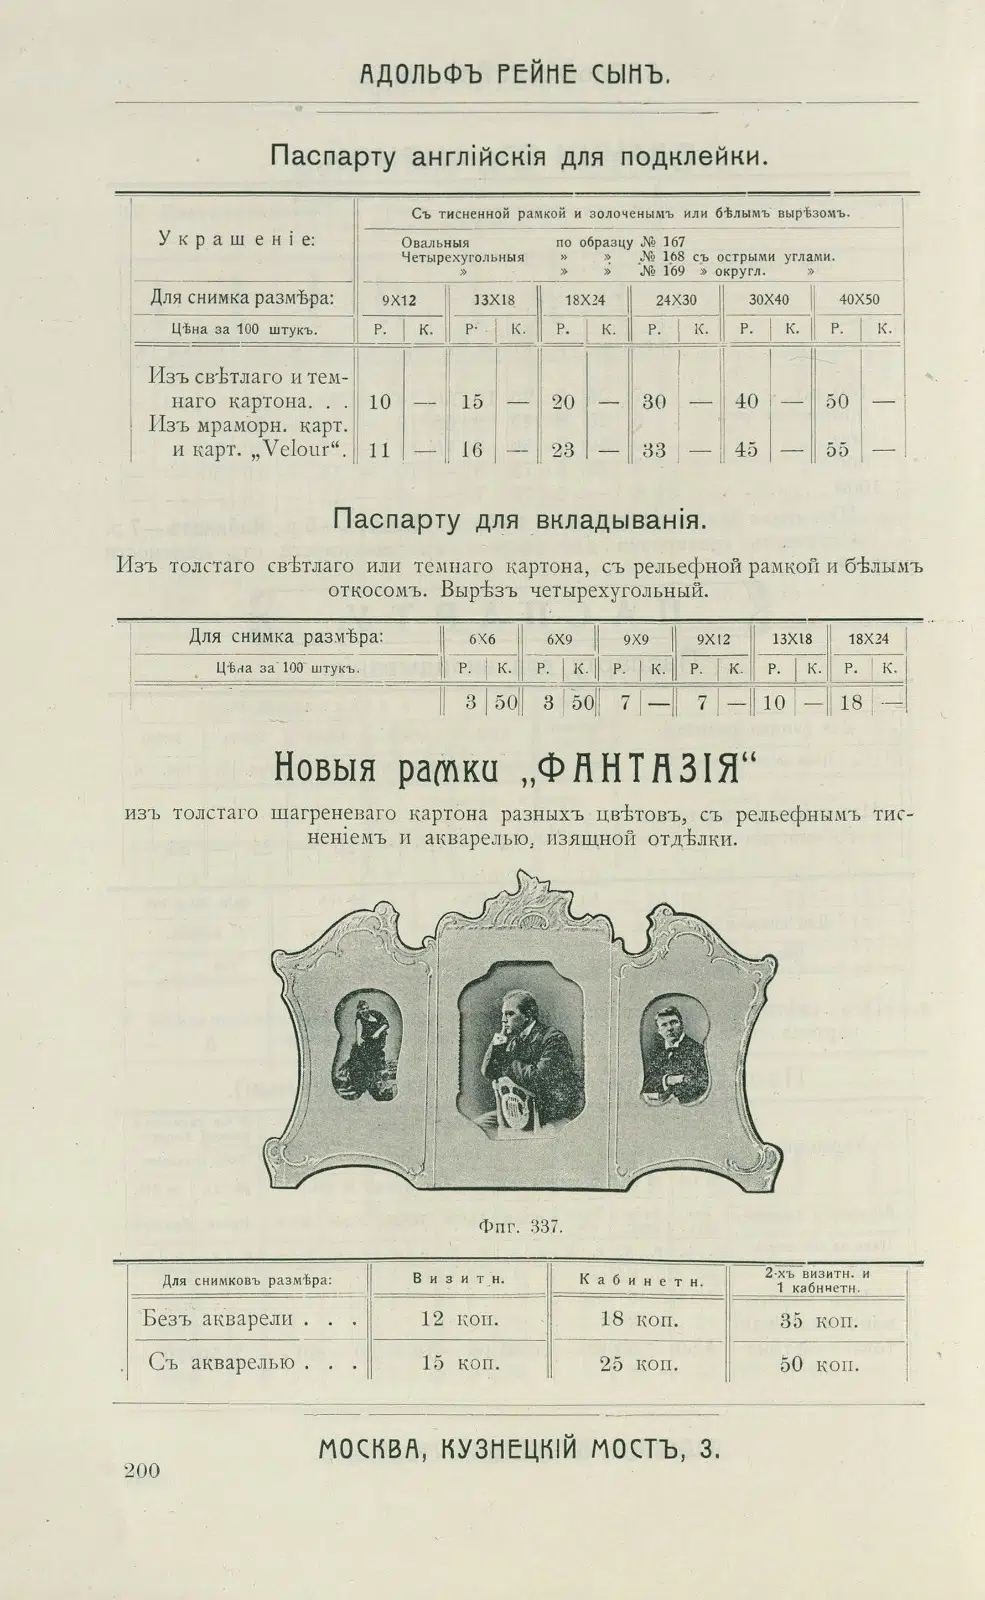 АДОЛЬФЪ РЕЙНЕ СЫНЪ.
Паспарту англійскія для подклейки.
Украшеніе:
Съ тисненной рамкой и золоченымъ или бѣлымъ вырѣзомъ.
Овальныя по образцу № 167
Четырехугольныя » » № 168 съ острыми углами.
» » » № 169 » округл. »
Для снимка размѣра: 9X12 13X18 18X24 24X30 30X40 40X50
Цѣна за 100 штукъ. Р. К. Р. К. Р. К. Р. К. Р. К. Р. К.
Изъ свѣтлаго и тем-
наго картона. . . 10 — 15 — 20 — 30 — 40 — 50 —
Изъ мраморн. карт.
и карт. „Velour“. 11 — 16 — 23 — 33 — 45 — 55 —
Паспарту для вкладыванія.
Изъ толстаго свѣтлаго или темнаго картона, съ рельефной рамкой и бѣлымъ
откосомъ. Вырѣзъ четырехугольный.
Для снимка размѣра: 6X6 6X9 9X9 9X12 13X18 18X24
Цѣна за 100 штукъ. Р. К. Р. К. Р. К. Р. К. Р. К. Р. К.
3 50 3 50 7 — 7 — 10 — 18 —
Новыя рамки „ФАНТАЗІЯ“
изъ толстаго шагреневаго картона разныхъ цвѣтовъ, съ рельефнымъ тис-
неніемъ и акварелью, изящной отдѣлки.
Фиг. 337.
Для снимковъ размѣра: Визитн. Кабинетн. 2-хъ визитн. и
1 кабинетн.
Безъ акварели . . . 12 коп. 18 коп. 35 коп.
Съ акварелью . . . 15 коп. 25 коп. 50 коп.
МОСКВА, КУЗНЕЦКІЙ МОСТЪ, 3.
200